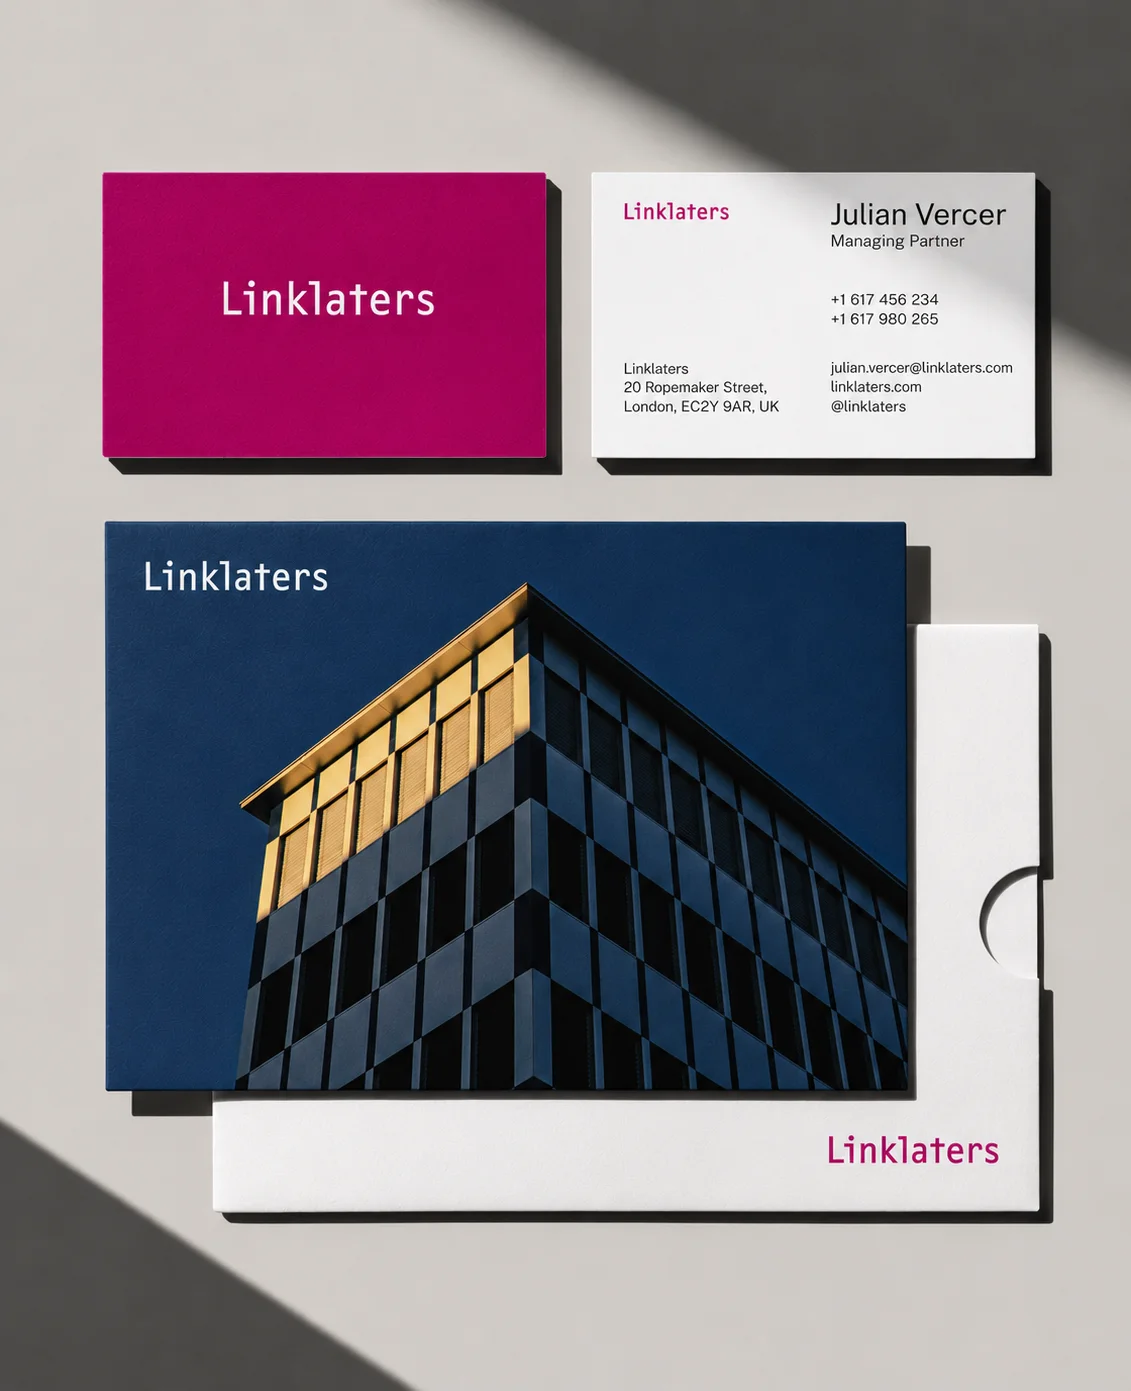 Linklaters
Linklaters
Julian Vercer
Managing Partner
+1 617 456 234
+1 617 980 265
Linklaters
20 Ropemaker Street,
London, EC2Y 9AR, UK
julian.vercer@linklaters.com
linklaters.com
@linklaters
Linklaters
Linklaters